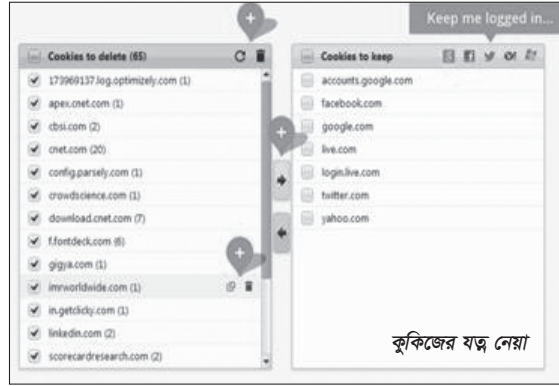 Keep me logged in...
Cookies to delete (65)
173969137.log.optimizely.com (1)
apex.cnet.com (1)
cbsi.com (2)
cnet.com (20)
config.parsely.com (1)
crowdscience.com (1)
download.cnet.com (7)
f.fontdeck.com (6)
gigya.com (1)
imrworldwide.com (1)
in.getclicky.com (1)
linkedin.com (2)
scorecardresearch.com (2)
Cookies to keep
accounts.google.com
facebook.com
google.com
live.com
login.live.com
twitter.com
yahoo.com
কুকিজের যত্ন নেয়া